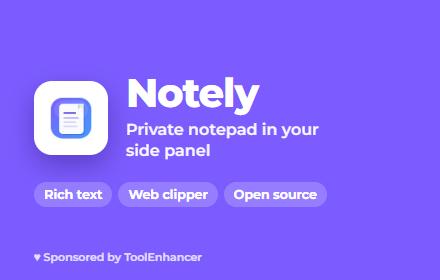 Notely
Private notepad in your
side panel
Rich text
Web clipper
Open source
♥ Sponsored by ToolEnhancer